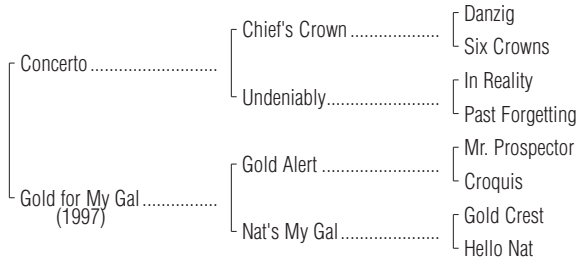 Danzig
Chief's Crown ....................
Six Crowns
Concerto ..........................
In Reality
Undeniably.........................
Past Forgetting
Mr. Prospector
Gold Alert ..........................
Croquis
Gold for My Gal ................
(1997)
Gold Crest
Nat's My Gal......................
Hello Nat